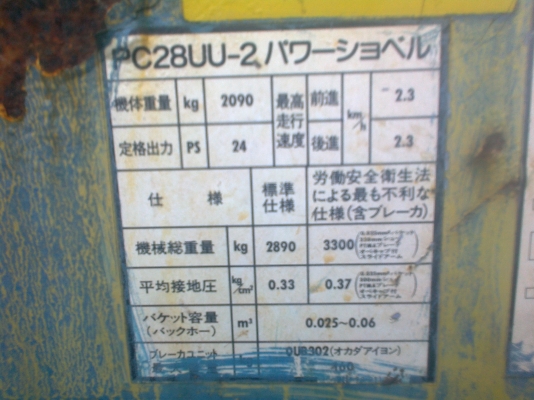 PC28UU-2 パワーショベル
機体重量 kg 2090 最高走行速度 前進 km/h 2.3
定格出力 PS 24 後進 2.3
仕様 標準仕様 労働安全衛生法による最も不利な仕様(含ブレーカ)
機械総重量 kg 2890 3300
平均接地圧 kg/cm² 0.33 0.37
バケット容量(バックホー) m³ 0.025~0.06
ブレーカユニット (オカダアイヨン)